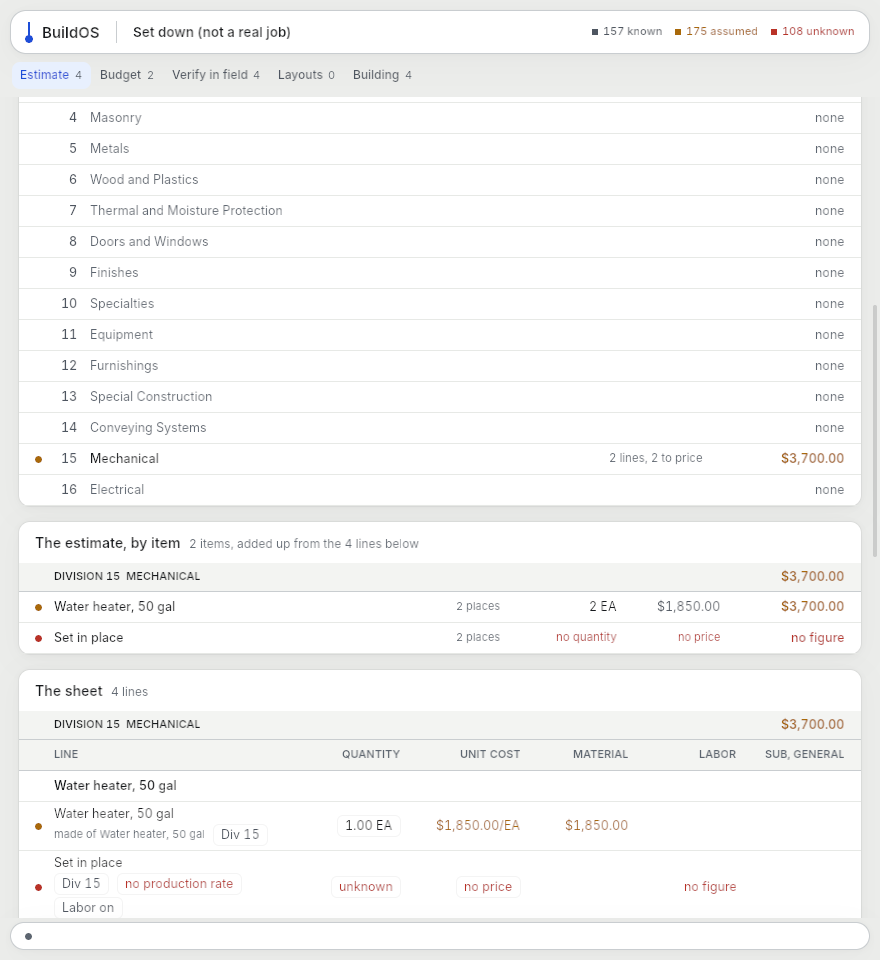 BuildOS Set down (not a real job) 157 known 175 assumed 108 unknown
Estimate 4 Budget 2 Verify in field 4 Layouts 0 Building 4
4 Masonry none
5 Metals none
6 Wood and Plastics none
7 Thermal and Moisture Protection none
8 Doors and Windows none
9 Finishes none
10 Specialties none
11 Equipment none
12 Furnishings none
13 Special Construction none
14 Conveying Systems none
15 Mechanical 2 lines, 2 to price $3,700.00
16 Electrical none
The estimate, by item 2 items, added up from the 4 lines below
DIVISION 15 MECHANICAL $3,700.00
Water heater, 50 gal 2 places 2 EA $1,850.00 $3,700.00
Set in place 2 places no quantity no price no figure
The sheet 4 lines
DIVISION 15 MECHANICAL $3,700.00
LINE QUANTITY UNIT COST MATERIAL LABOR SUB, GENERAL
Water heater, 50 gal
Water heater, 50 gal
made of Water heater, 50 gal Div 15 1.00 EA $1,850.00/EA $1,850.00
Set in place
Div 15 no production rate unknown no price no figure
Labor on